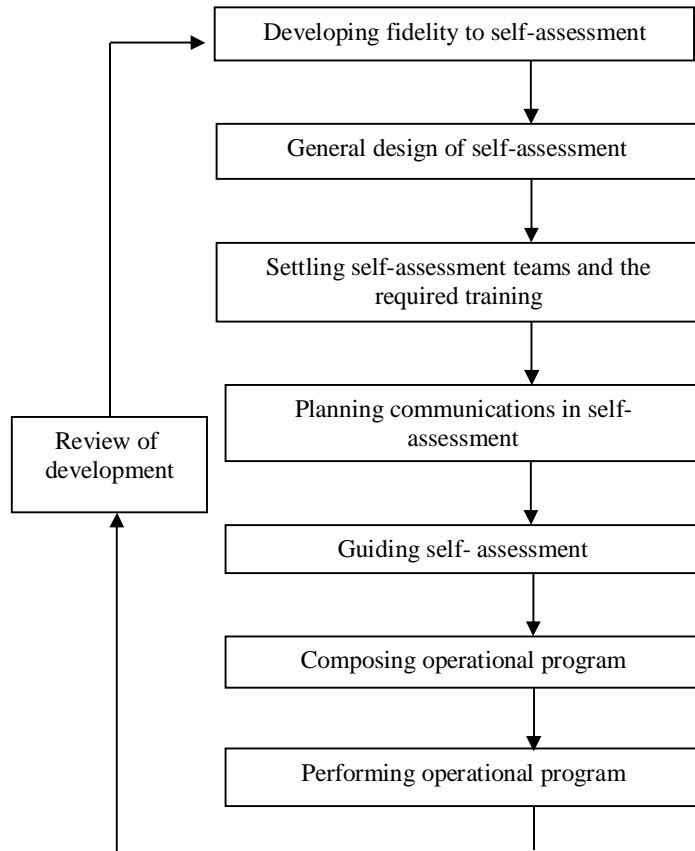 Developing fidelity to self-assessment
General design of self-assessment
Settling self-assessment teams and the
required training
Planning communications in self-
assessment
Review of
development
Guiding self- assessment
Composing operational program
Performing operational program